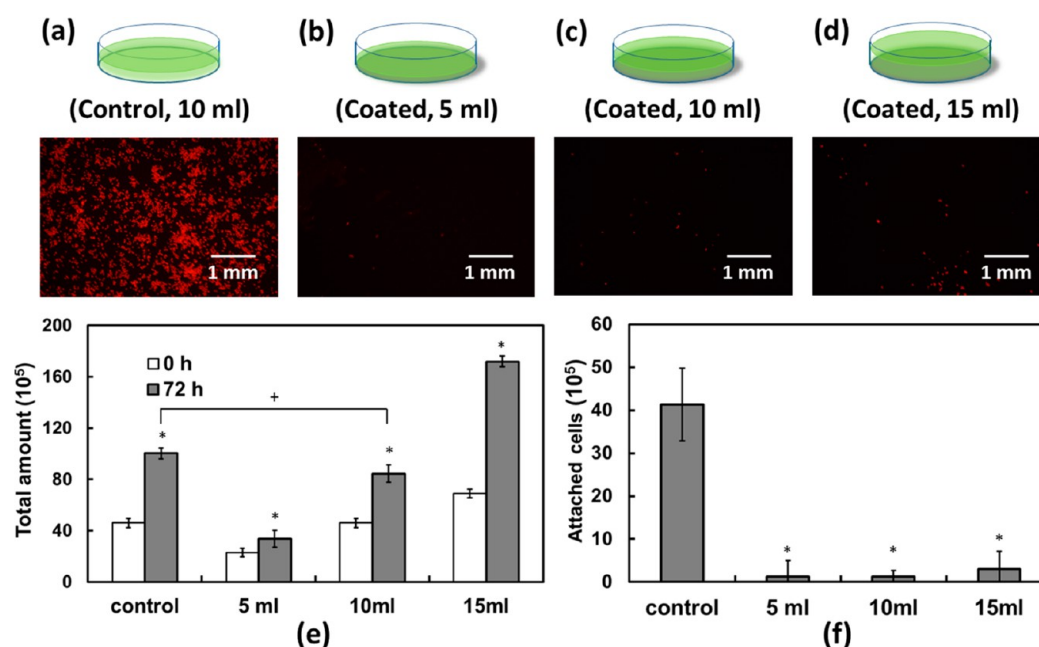 (a) (b) (c) (d)
(Control, 10 ml) (Coated, 5 ml) (Coated, 10 ml) (Coated, 15 ml)
1 mm 1 mm 1 mm 1 mm
Total amount (10⁵)
200
160
120
80
40
0
0 h
72 h
+
*
*
*
*
control 5 ml 10ml 15ml
(e)
Attached cells (10⁵)
60
50
40
30
20
10
0
*
*
*
control 5 ml 10ml 15ml
(f)